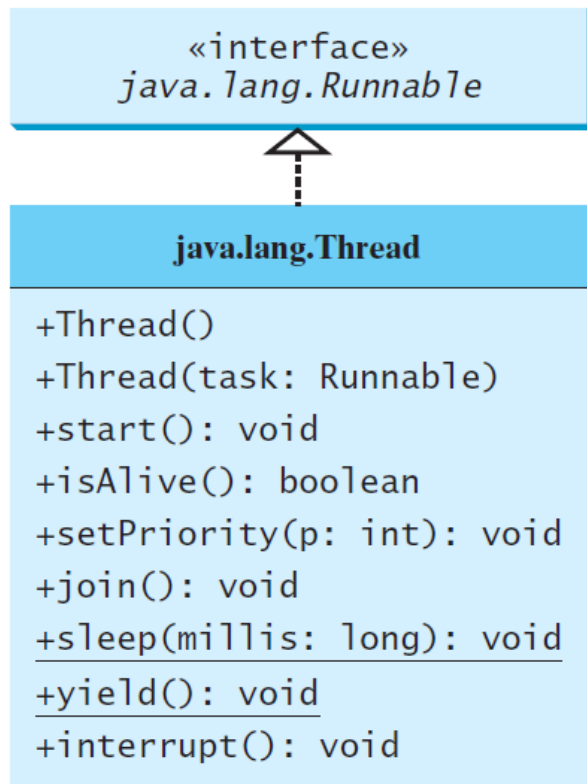 «interface»
java.lang.Runnable
java.lang.Thread
+Thread()
+Thread(task: Runnable)
+start(): void
+isAlive(): boolean
+setPriority(p: int): void
+join(): void
+sleep(millis: long): void
+yield(): void
+interrupt(): void